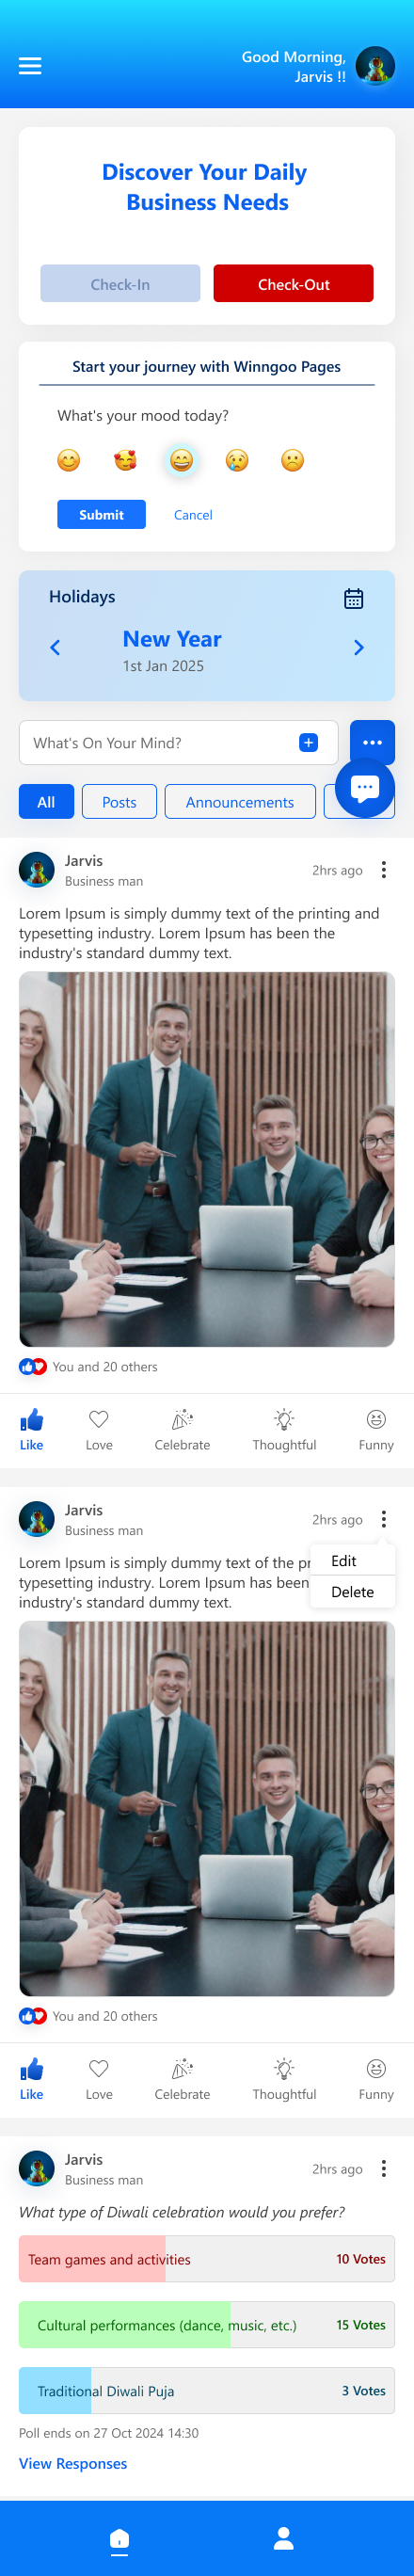 Good Morning,
Jarvis !!
Discover Your Daily
Business Needs
Check-In
Check-Out
Start your journey with Winngoo Pages
What's your mood today?
Submit
Cancel
Holidays
New Year
1st Jan 2025
What's On Your Mind?
All
Posts
Announcements
Jarvis
2hrs ago
Business man
Lorem Ipsum is simply dummy text of the printing and
typesetting industry. Lorem Ipsum has been the
industry's standard dummy text.
You and 20 others
Like
Love
Celebrate
Thoughtful
Funny
Jarvis
2hrs ago
Business man
Edit
Delete
Lorem Ipsum is simply dummy text of the
typesetting industry. Lorem Ipsum has been
industry's standard dummy text.
You and 20 others
Like
Love
Celebrate
Thoughtful
Funny
Jarvis
2hrs ago
Business man
What type of Diwali celebration would you prefer?
Team games and activities
10 Votes
Cultural performances (dance, music, etc.)
15 Votes
Traditional Diwali Puja
3 Votes
Poll ends on 27 Oct 2024 14:30
View Responses